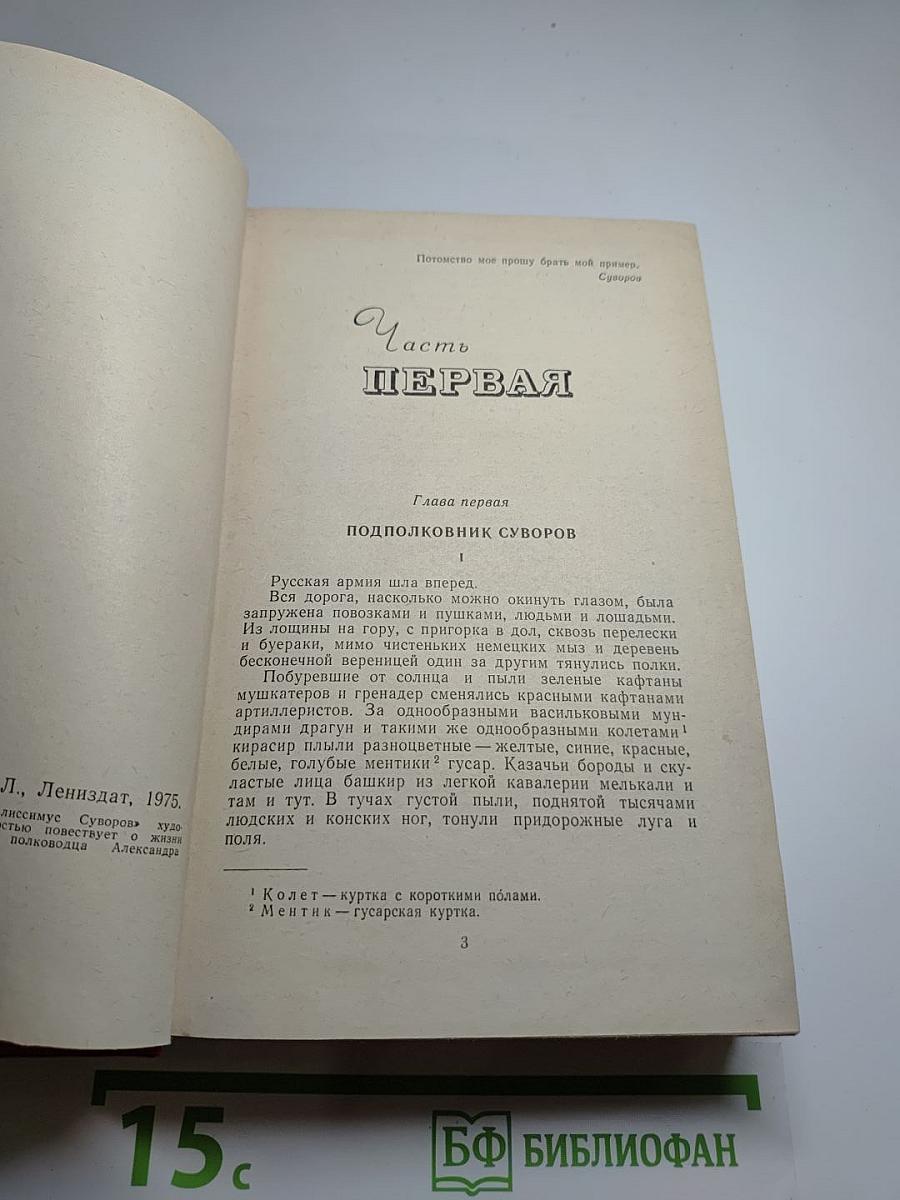 Л., Лениздат, 1975.
лиссимус Суворов» худо-
остью повествует о жизни
полководца Александра
Потомство мое прошу брать мой пример.
Суворов
Часть
ПЕРВАЯ
Глава первая
ПОДПОЛКОВНИК СУВОРОВ
I
Русская армия шла вперед.
Вся дорога, насколько можно окинуть глазом, была
запружена повозками и пушками, людьми и лошадьми.
Из лощины на гору, с пригорка в дол, сквозь перелески
и буераки, мимо чистеньких немецких мыз и деревень
бесконечной вереницей один за другим тянулись полки.
Побуревшие от солнца и пыли зеленые кафтаны
мушкатеров и гренадер сменялись красными кафтанами
артиллеристов. За однообразными васильковыми мун-
дирами драгун и такими же однообразными колетами¹
кирасир плыли разноцветные — желтые, синие, красные,
белые, голубые ментики² гусар. Казачьи бороды и ску-
ластые лица башкир из легкой кавалерии мелькали и
там и тут. В тучах густой пыли, поднятой тысячами
людских и конских ног, тонули придорожные луга и
поля.
¹ Колет — куртка с короткими по́лами.
² Ментик — гусарская куртка.
3
15 с
БФ БИБЛИОФАН